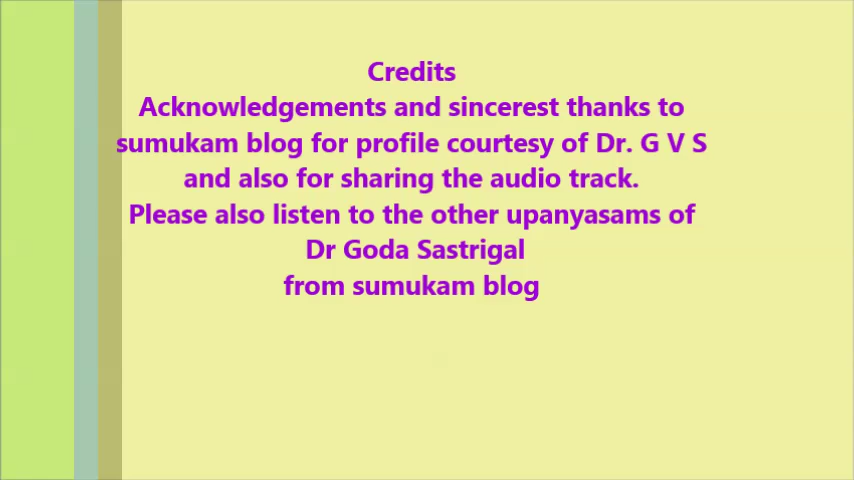 Credits
Acknowledgements and sincerest thanks to
sumukam blog for profile courtesy of Dr. G V S
and also for sharing the audio track.
Please also listen to the other upanyasams of
Dr Goda Sastrigal
from sumukam blog